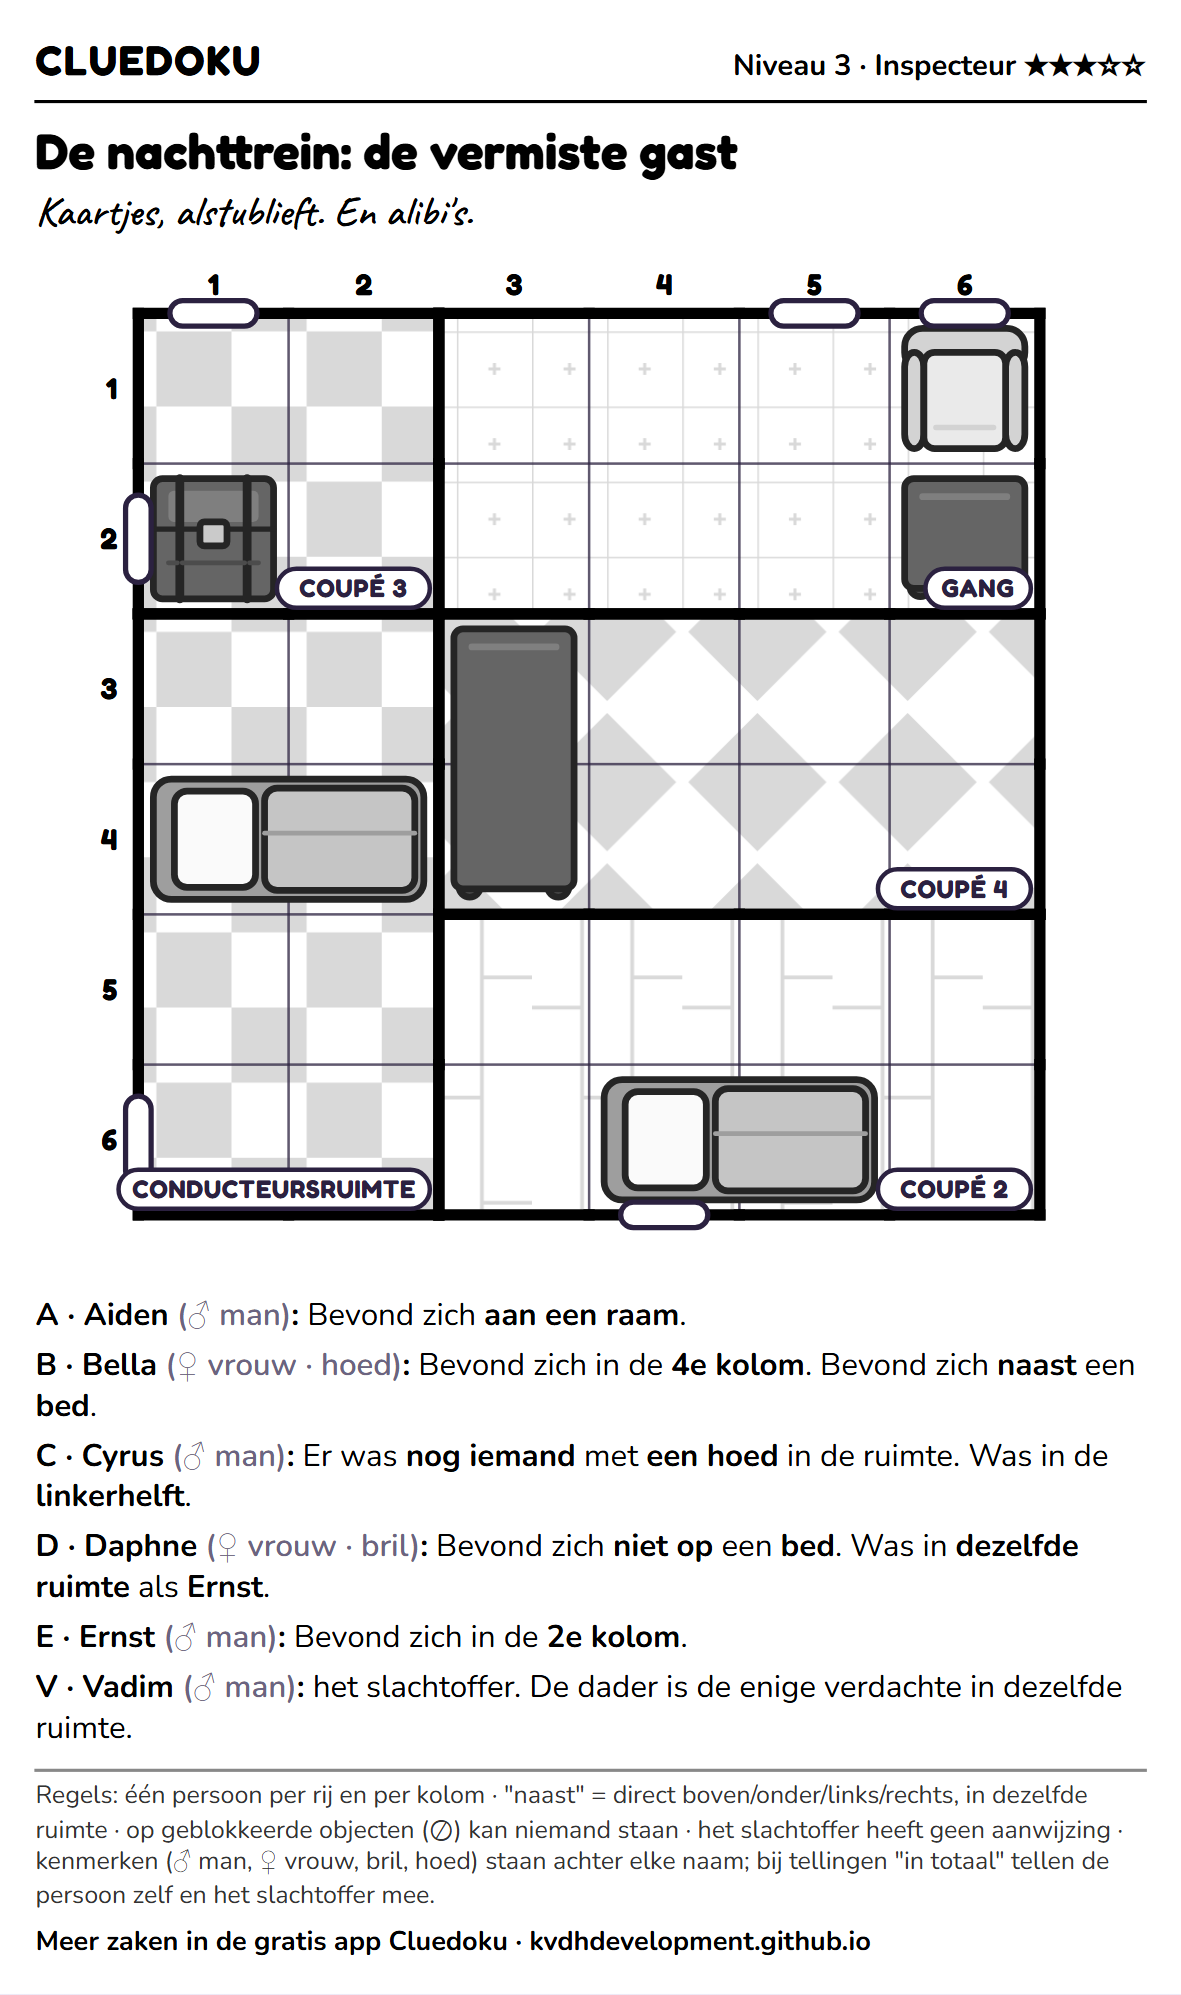 CLUEDOKU
Niveau 3 · Inspecteur ★★★☆☆
De nachttrein: de vermiste gast
Kaartjes, alstublieft. En alibi's.
1 2 3 4 5 6
1
2
COUPÉ 3 GANG
3
4
COUPÉ 4
5
6
CONDUCTEURSRUIMTE COUPÉ 2
A · Aiden (♂ man): Bevond zich aan een raam.
B · Bella (♀ vrouw · hoed): Bevond zich in de 4e kolom. Bevond zich naast een
bed.
C · Cyrus (♂ man): Er was nog iemand met een hoed in de ruimte. Was in de
linkerhelft.
D · Daphne (♀ vrouw · bril): Bevond zich niet op een bed. Was in dezelfde
ruimte als Ernst.
E · Ernst (♂ man): Bevond zich in de 2e kolom.
V · Vadim (♂ man): het slachtoffer. De dader is de enige verdachte in dezelfde
ruimte.
Regels: één persoon per rij en per kolom · "naast" = direct boven/onder/links/rechts, in dezelfde
ruimte · op geblokkeerde objecten (⊘) kan niemand staan · het slachtoffer heeft geen aanwijzing ·
kenmerken (♂ man, ♀ vrouw, bril, hoed) staan achter elke naam; bij tellingen "in totaal" tellen de
persoon zelf en het slachtoffer mee.
Meer zaken in de gratis app Cluedoku · kvdhdevelopment.github.io